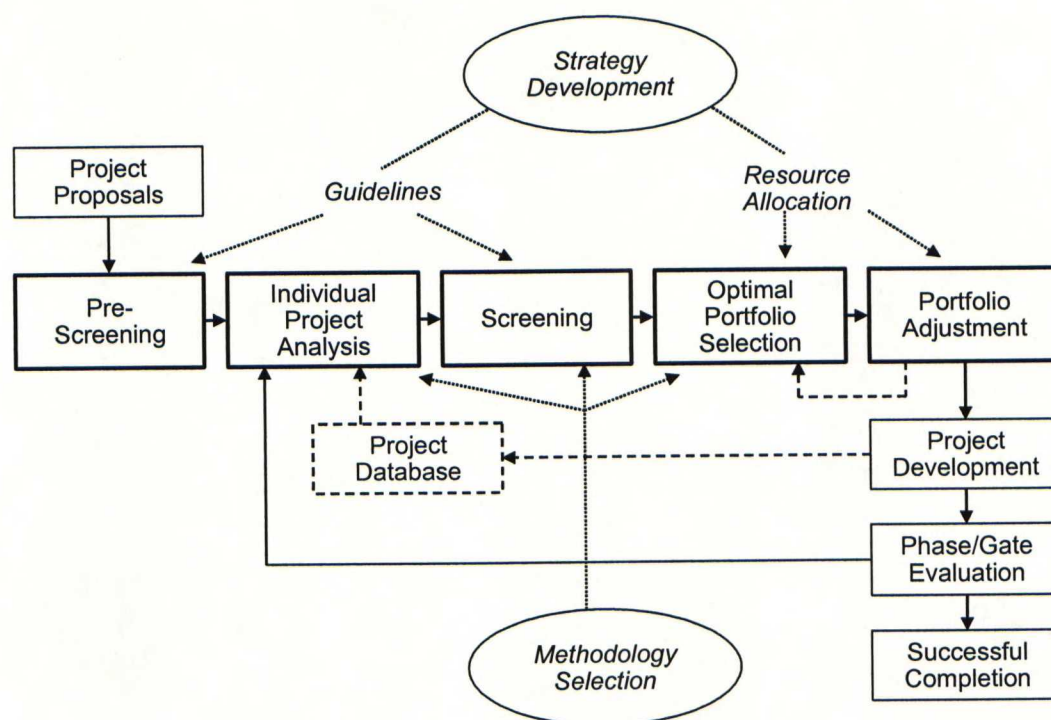 Strategy
Development
Project
Proposals
Guidelines
Resource
Allocation
Pre-
Screening
Individual
Project
Analysis
Screening
Optimal
Portfolio
Selection
Portfolio
Adjustment
Project
Database
Project
Development
Phase/Gate
Evaluation
Methodology
Selection
Successful
Completion